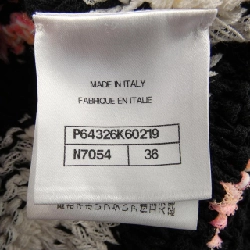 MADE IN ITALY
FABRIQUE EN ITALIE
P64326K60219
N7054 36